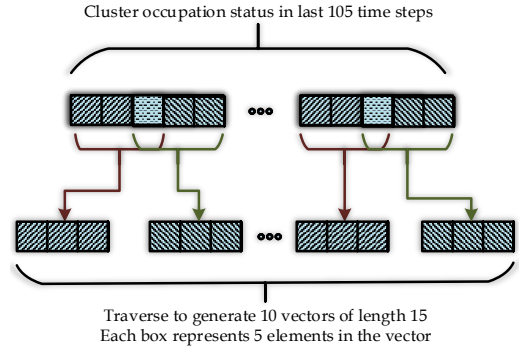 Cluster occupation status in last 105 time steps
Traverse to generate 10 vectors of length 15
Each box represents 5 elements in the vector